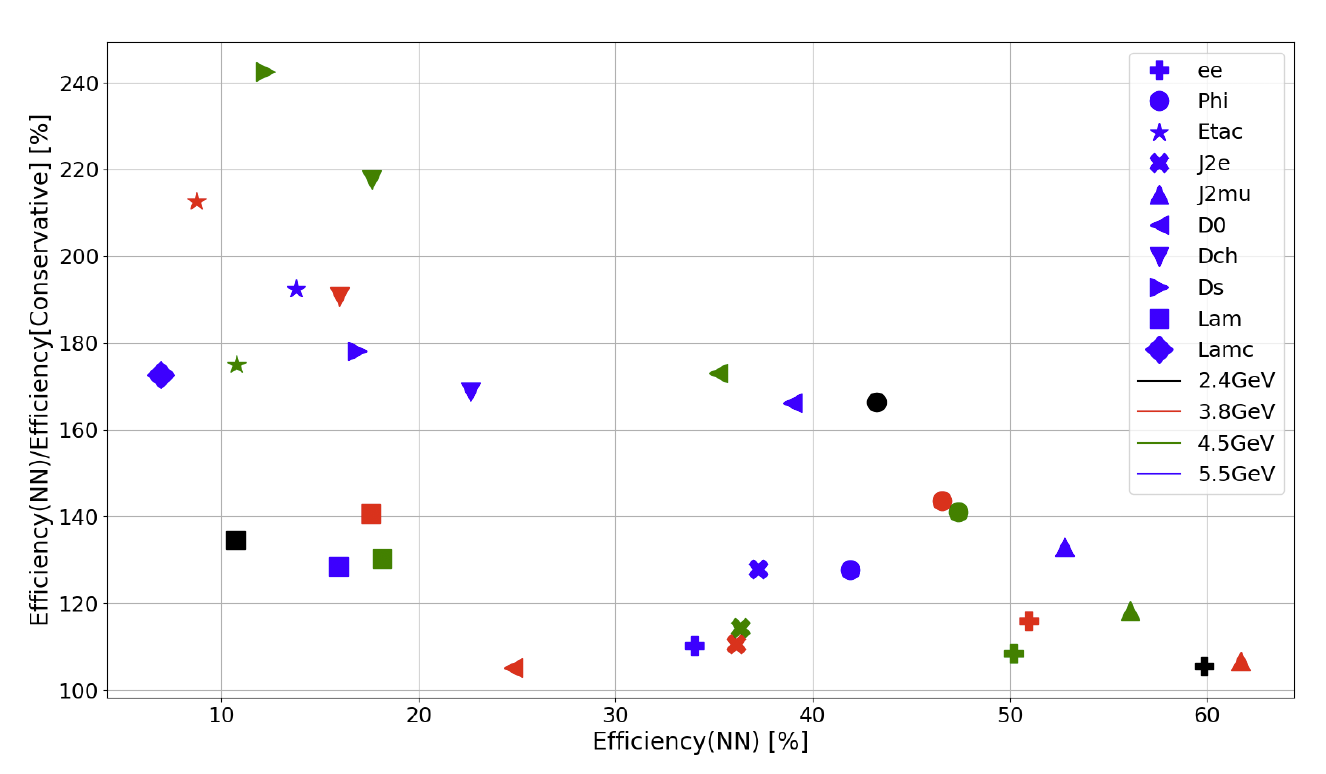 240
220
200
180
160
140
120
100
Efficiency(NN)/Efficiency[Conservative] [%]
ee
Phi
Etac
J2e
J2mu
D0
Dch
Ds
Lam
Lamc
2.4GeV
3.8GeV
4.5GeV
5.5GeV
10 20 30 40 50 60
Efficiency(NN) [%]